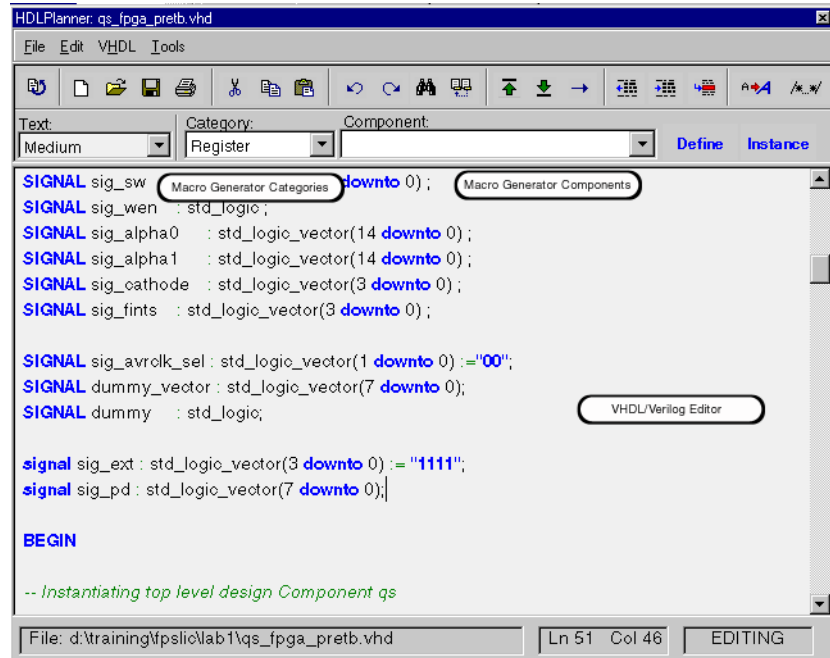 HDLPlanner: qs_fpga_pretb.vhd
File Edit VHDL Tools
A A /*..*/
Text: Category: Component:
Medium Register Define Instance
SIGNAL sig_sw Macro Generator Categories downto 0) ; Macro Generator Components
SIGNAL sig_wen : std_logic ;
SIGNAL sig_alpha0 : std_logic_vector(14 downto 0) ;
SIGNAL sig_alpha1 : std_logic_vector(14 downto 0) ;
SIGNAL sig_cathode : std_logic_vector(3 downto 0) ;
SIGNAL sig_fints : std_logic_vector(3 downto 0) ;
SIGNAL sig_avrclk_sel : std_logic_vector(1 downto 0) :="00";
SIGNAL dummy_vector : std_logic_vector(7 downto 0);
SIGNAL dummy : std_logic;
VHDL/Verilog Editor
signal sig_ext : std_logic_vector(3 downto 0) := "1111";
signal sig_pd : std_logic_vector(7 downto 0);
BEGIN
-- Instantiating top level design Component qs
File: d:\training\fpslic\lab1\qs_fpga_pretb.vhd Ln 51 Col 46 EDITING